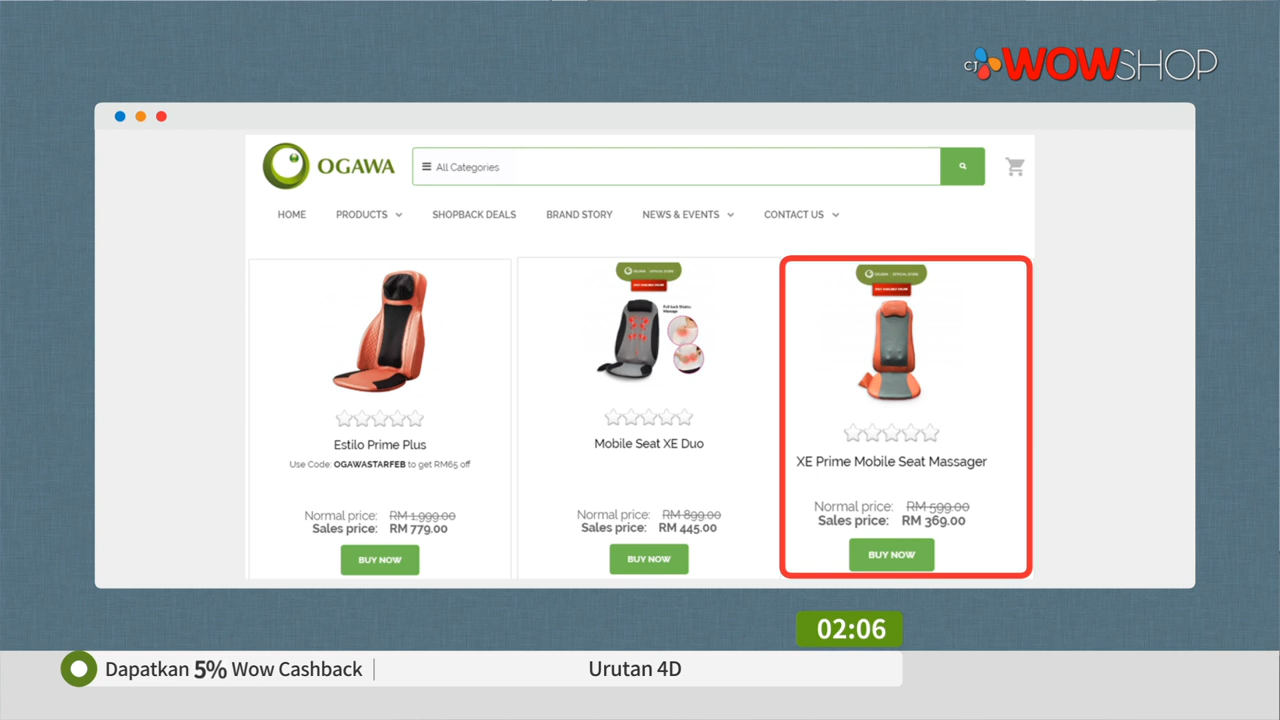 CJ WOWSHOP
OGAWA
All Categories
HOME
PRODUCTS
SHOPBACK DEALS
BRAND STORY
NEWS & EVENTS
CONTACT US
Estilo Prime Plus
Use Code: OGAWASTARFEB to get RM65 off
Normal price: RM 1,999.00
Sales price: RM 779.00
BUY NOW
Mobile Seat XE Duo
Normal price: RM 899.00
Sales price: RM 445.00
BUY NOW
XE Prime Mobile Seat Massager
Normal price: RM 599.00
Sales price: RM 369.00
BUY NOW
02:06
Dapatkan 5% Wow Cashback
Urutan 4D